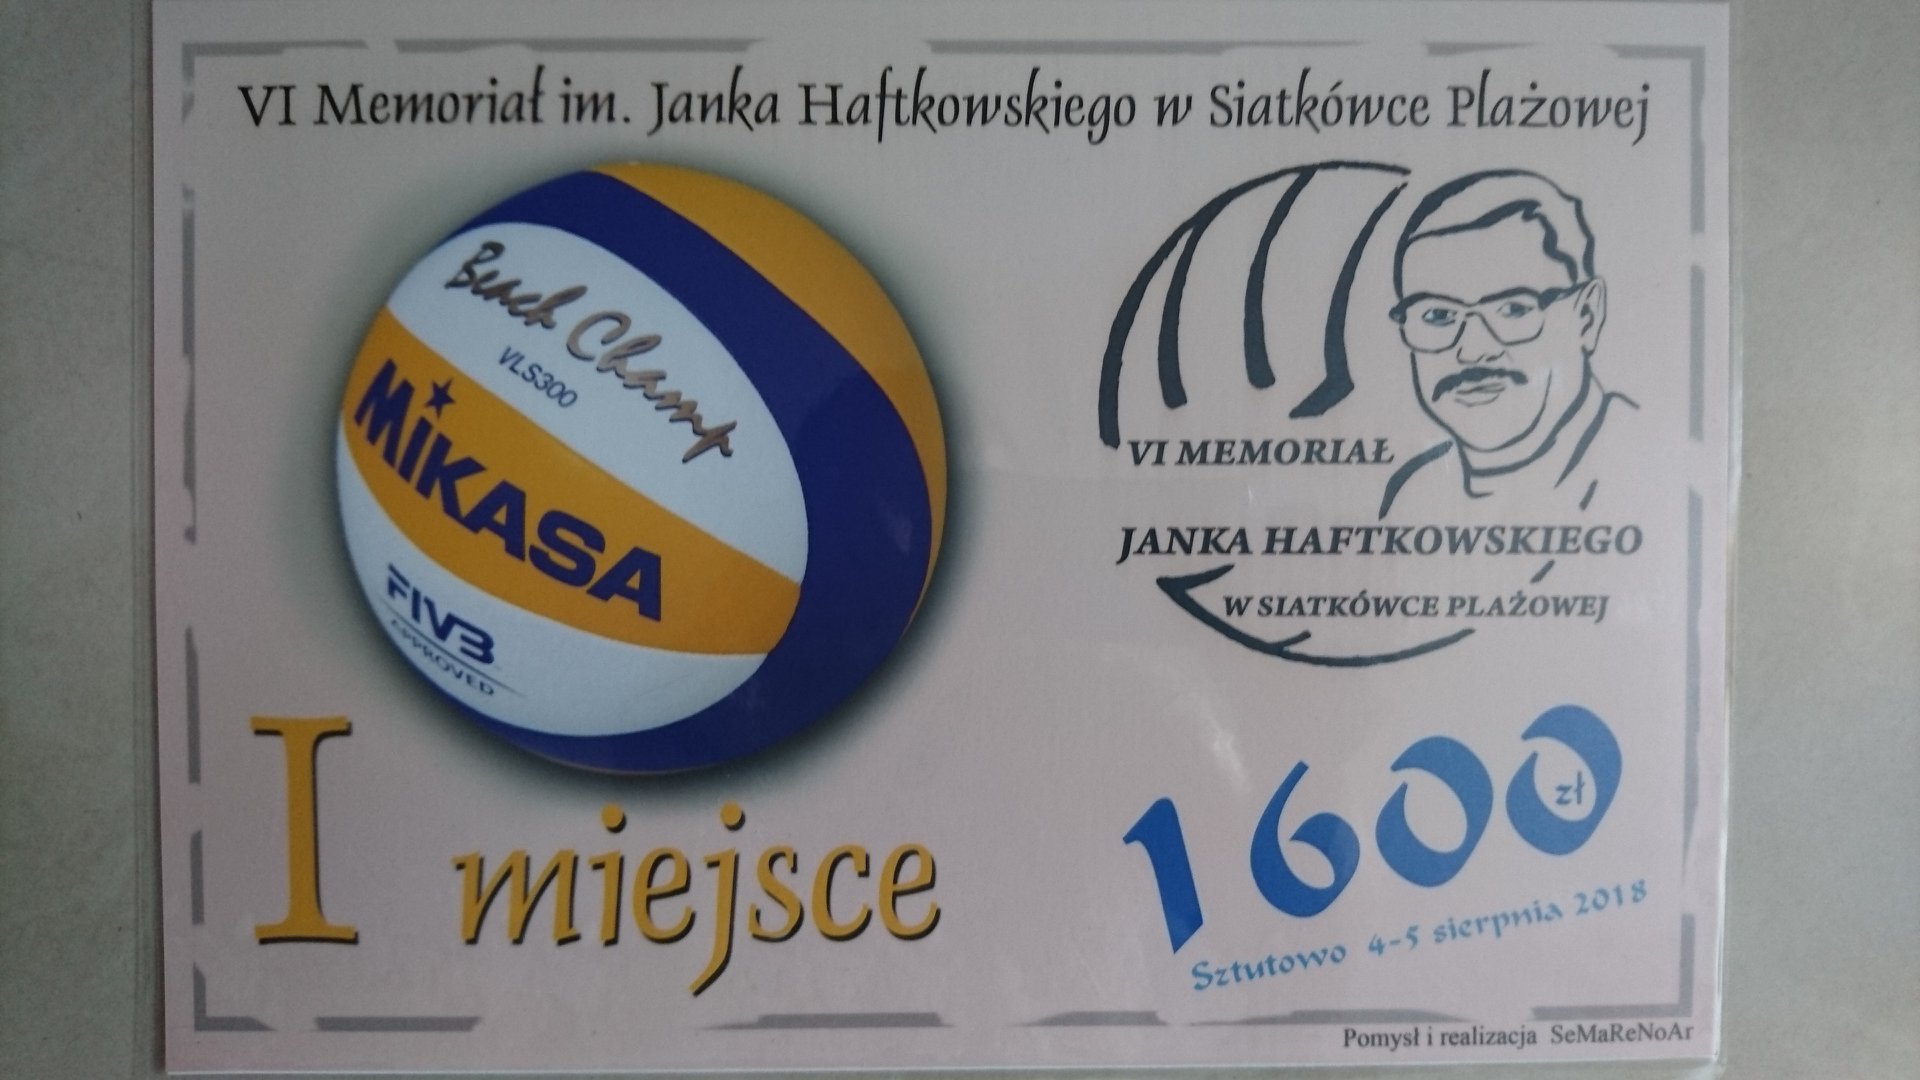 VI Memoriał im. Janka Haftkowskiego w Siatkówce Plażowej
Beach Champ
VLS300
MIKASA
FIVB
APPROVED
VI MEMORIAŁ
JANKA HAFTKOWSKIEGO
W SIATKÓWCE PLAŻOWEJ
I miejsce
1600 zł
Sztutowo 4-5 sierpnia 2018
Pomysł i realizacja SeMaReNoAr